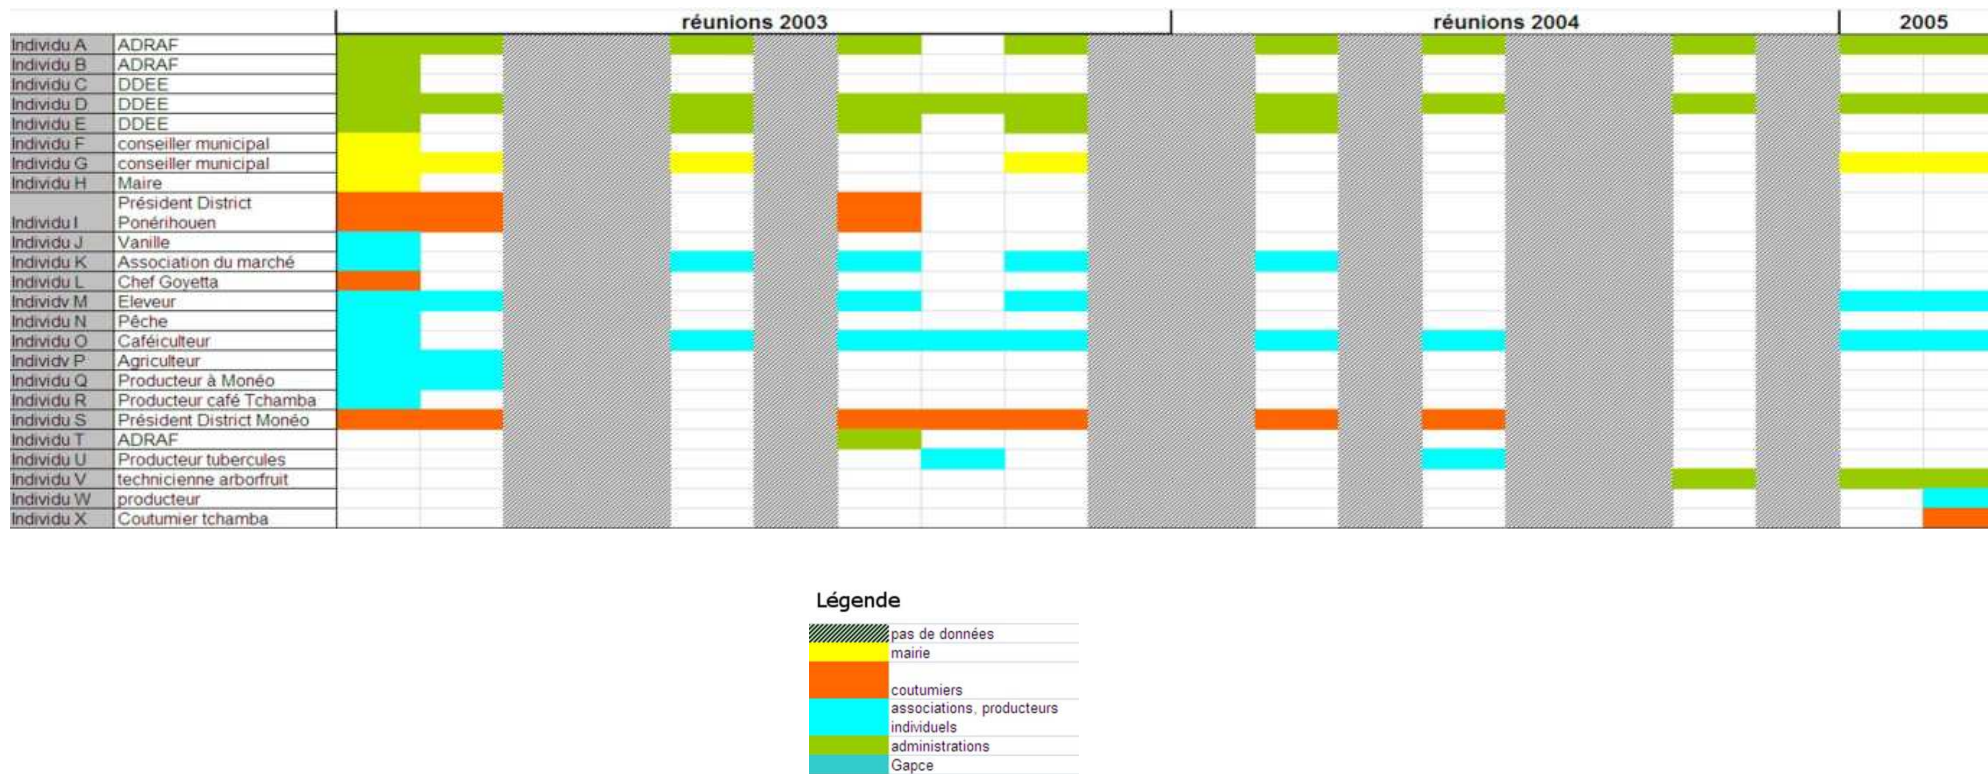 réunions 2003 réunions 2004 2005
Individu A ADRAF
Individu B ADRAF
Individu C DDEE
Individu D DDEE
Individu E DDEE
Individu F conseiller municipal
Individu G conseiller municipal
Individu H Maire
Président District
Individu I Ponérihouen
Individu J Vanille
Individu K Association du marché
Individu L Chef Goyetta
Individv M Eleveur
Individu N Pêche
Individu O Caféiculteur
Individv P Agriculteur
Individu Q Producteur à Monéo
Individu R Producteur café Tchamba
Individu S Président District Monéo
Individu T ADRAF
Individu U Producteur tubercules
Individu V technicienne arborfruit
Individu W producteur
Individu X Coutumier tchamba
Légende
pas de données
mairie
coutumiers
associations, producteurs
individuels
administrations
Gapce